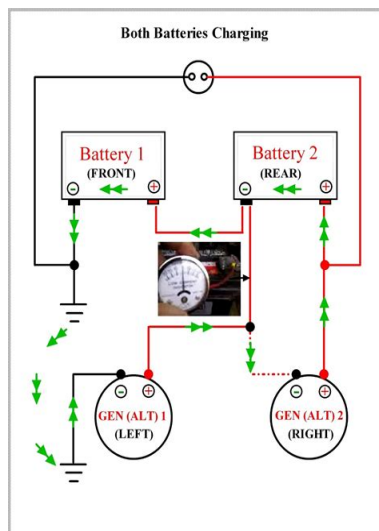 Both Batteries Charging
Battery 1
(FRONT)
- +
Battery 2
(REAR)
- +
- +
GEN (ALT) 1
(LEFT)
- +
GEN (ALT) 2
(RIGHT)